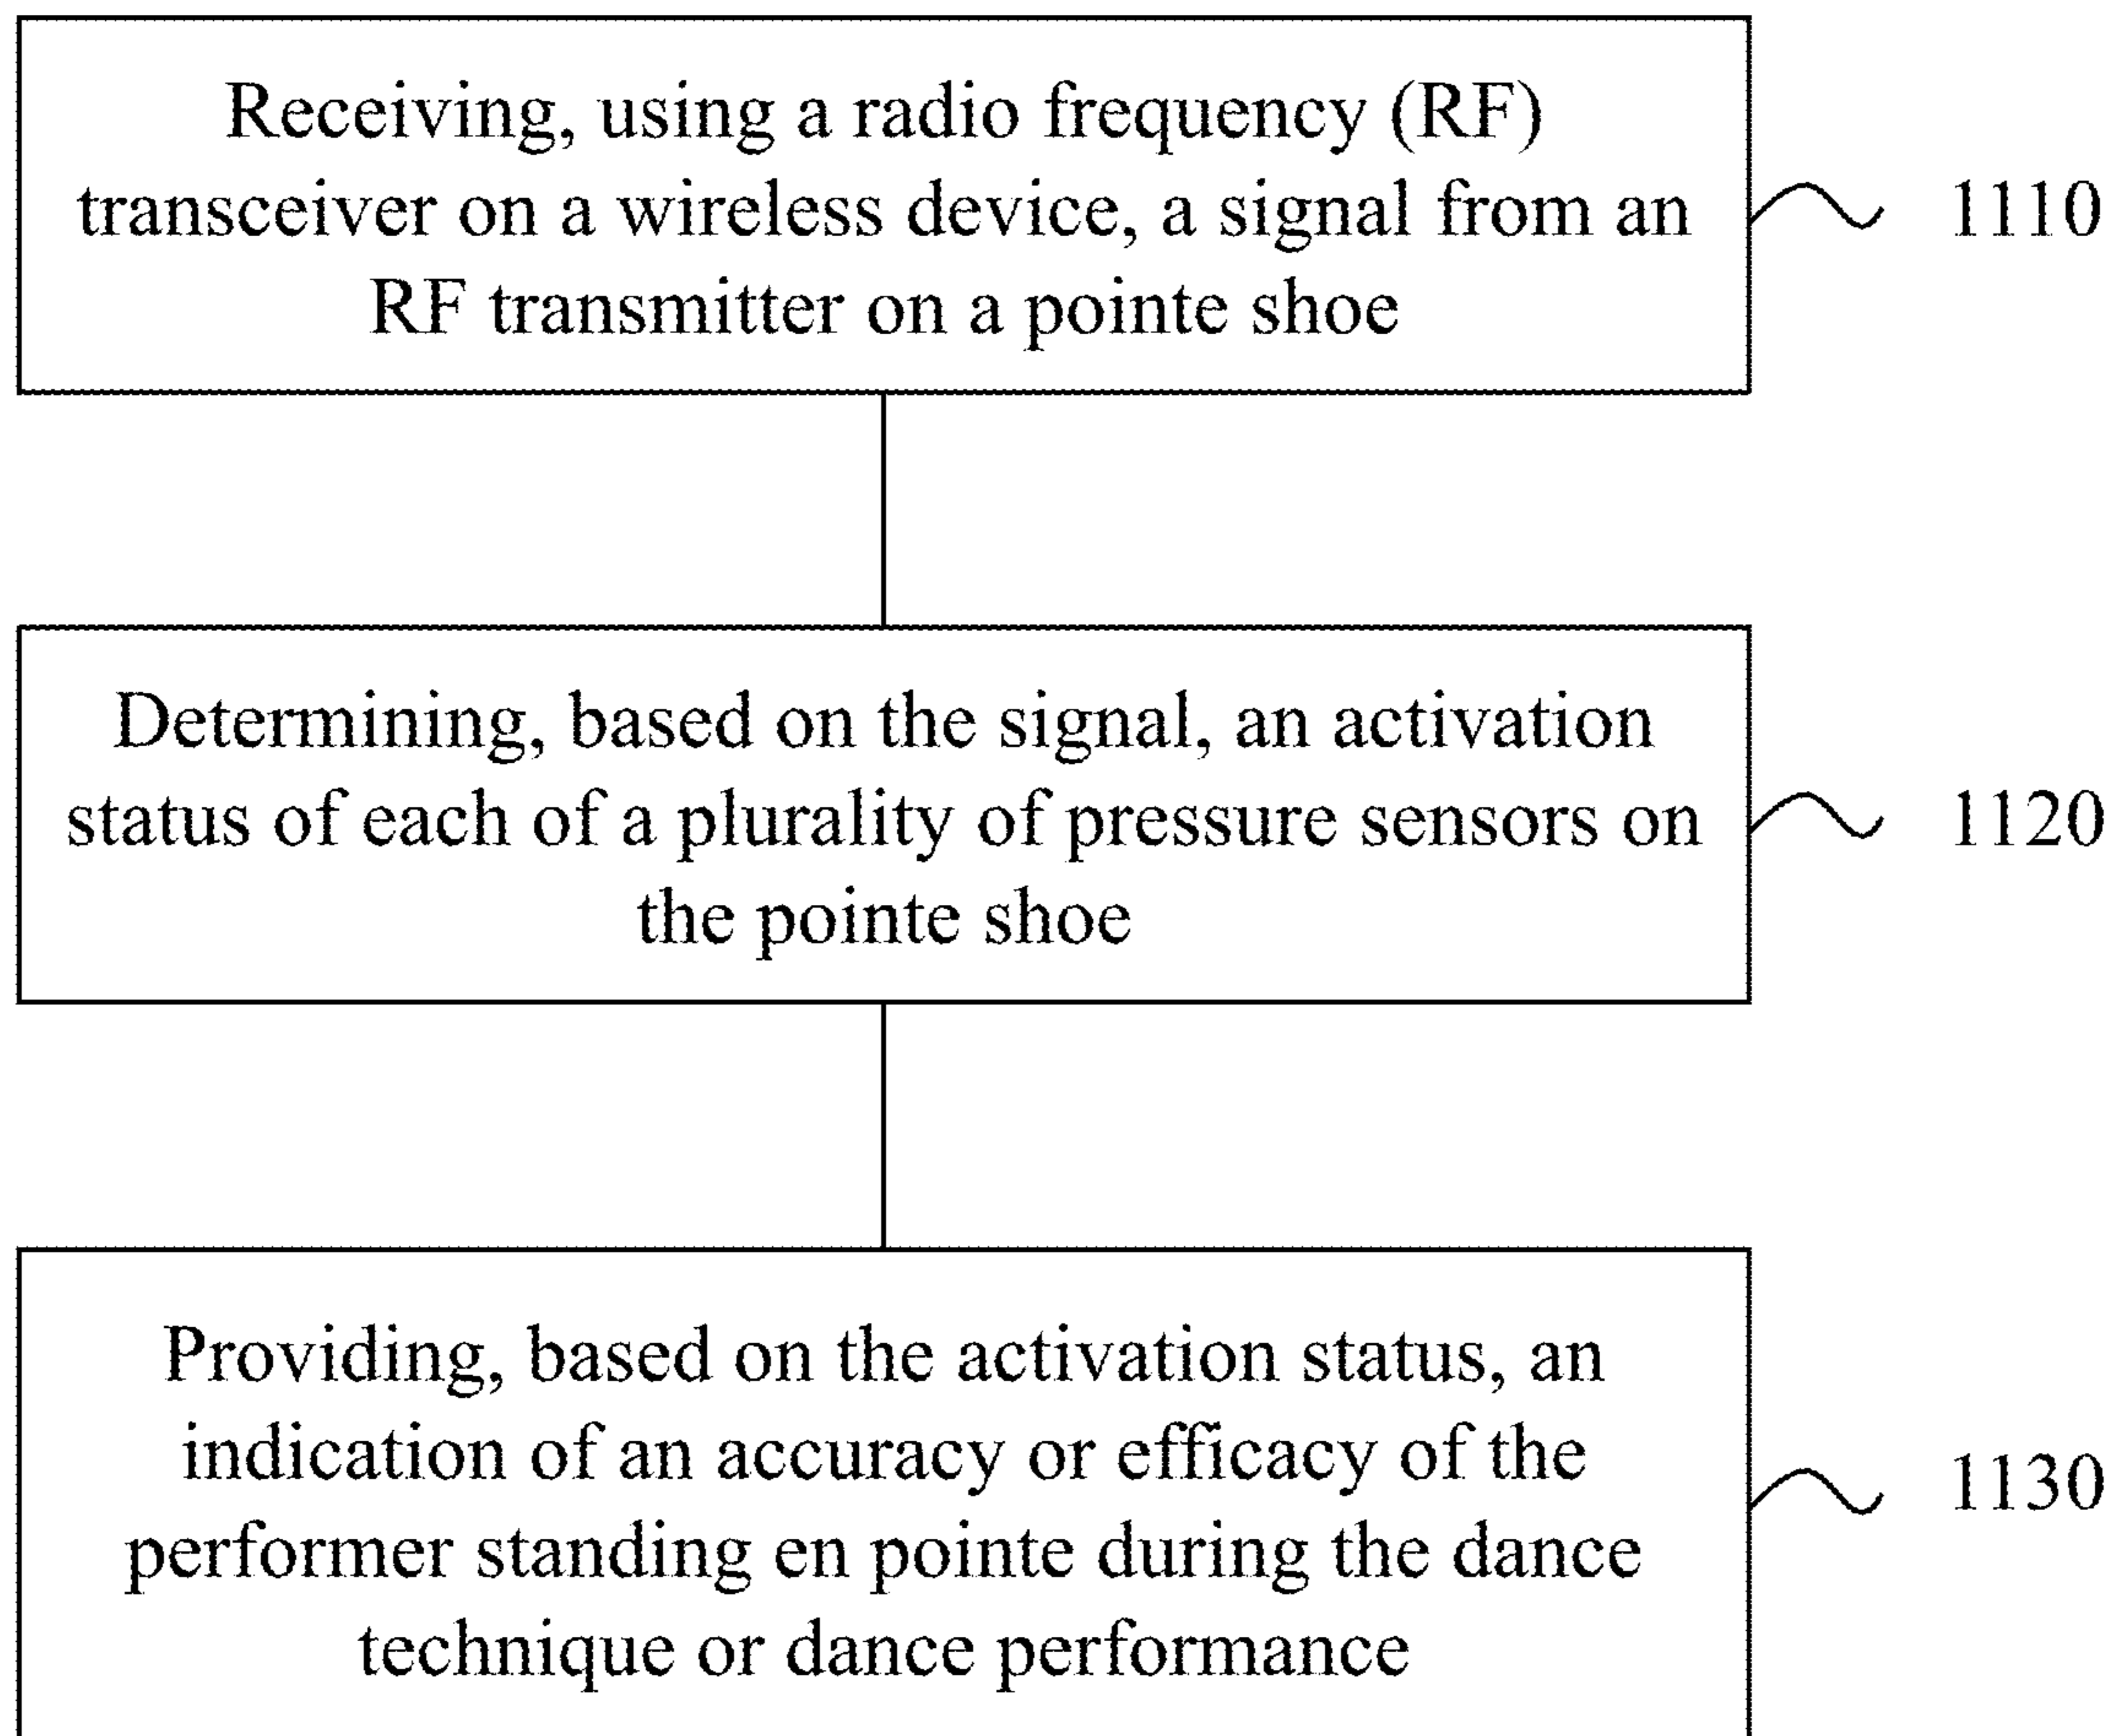 Receiving, using a radio frequency (RF)
transceiver on a wireless device, a signal from an
RF transmitter on a pointe shoe
1110
Determining, based on the signal, an activation
status of each of a plurality of pressure sensors on
the pointe shoe
1120
Providing, based on the activation status, an
indication of an accuracy or efficacy of the
performer standing en pointe during the dance
technique or dance performance
1130